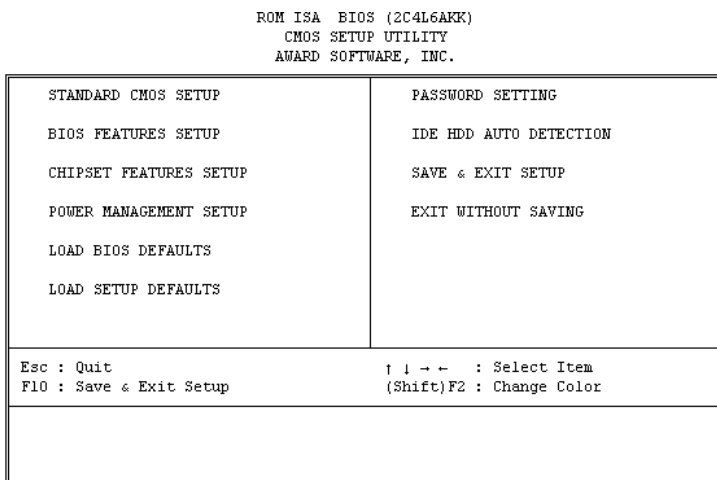 ROM ISA BIOS (2C4L6AKK)
CMOS SETUP UTILITY
AWARD SOFTWARE, INC.
STANDARD CMOS SETUP
BIOS FEATURES SETUP
CHIPSET FEATURES SETUP
POWER MANAGEMENT SETUP
LOAD BIOS DEFAULTS
LOAD SETUP DEFAULTS
PASSWORD SETTING
IDE HDD AUTO DETECTION
SAVE & EXIT SETUP
EXIT WITHOUT SAVING
Esc : Quit
F10 : Save & Exit Setup
↑ ↓ → ← : Select Item
(Shift)F2 : Change Color